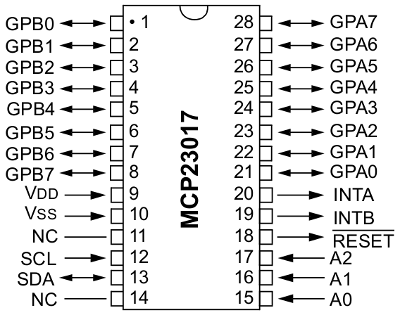 GPB0 • 1 28 GPA7
GPB1 2 27 GPA6
GPB2 3 26 GPA5
GPB3 4 25 GPA4
GPB4 5 24 GPA3
GPB5 6 23 GPA2
GPB6 7 22 GPA1
GPB7 8 21 GPA0
VDD 9 20 INTA
VSS 10 19 INTB
NC 11 18 RESET
SCL 12 17 A2
SDA 13 16 A1
NC 14 15 A0
MCP23017